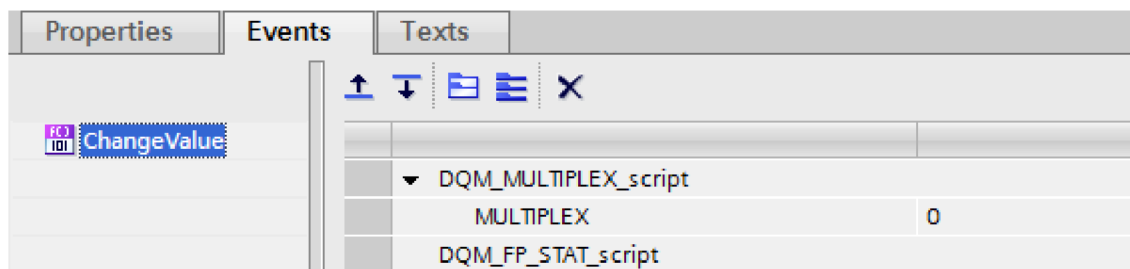 Properties Events Texts
ChangeValue
DQM_MULTIPLEX_script
MULTIPLEX 0
DQM_FP_STAT_script